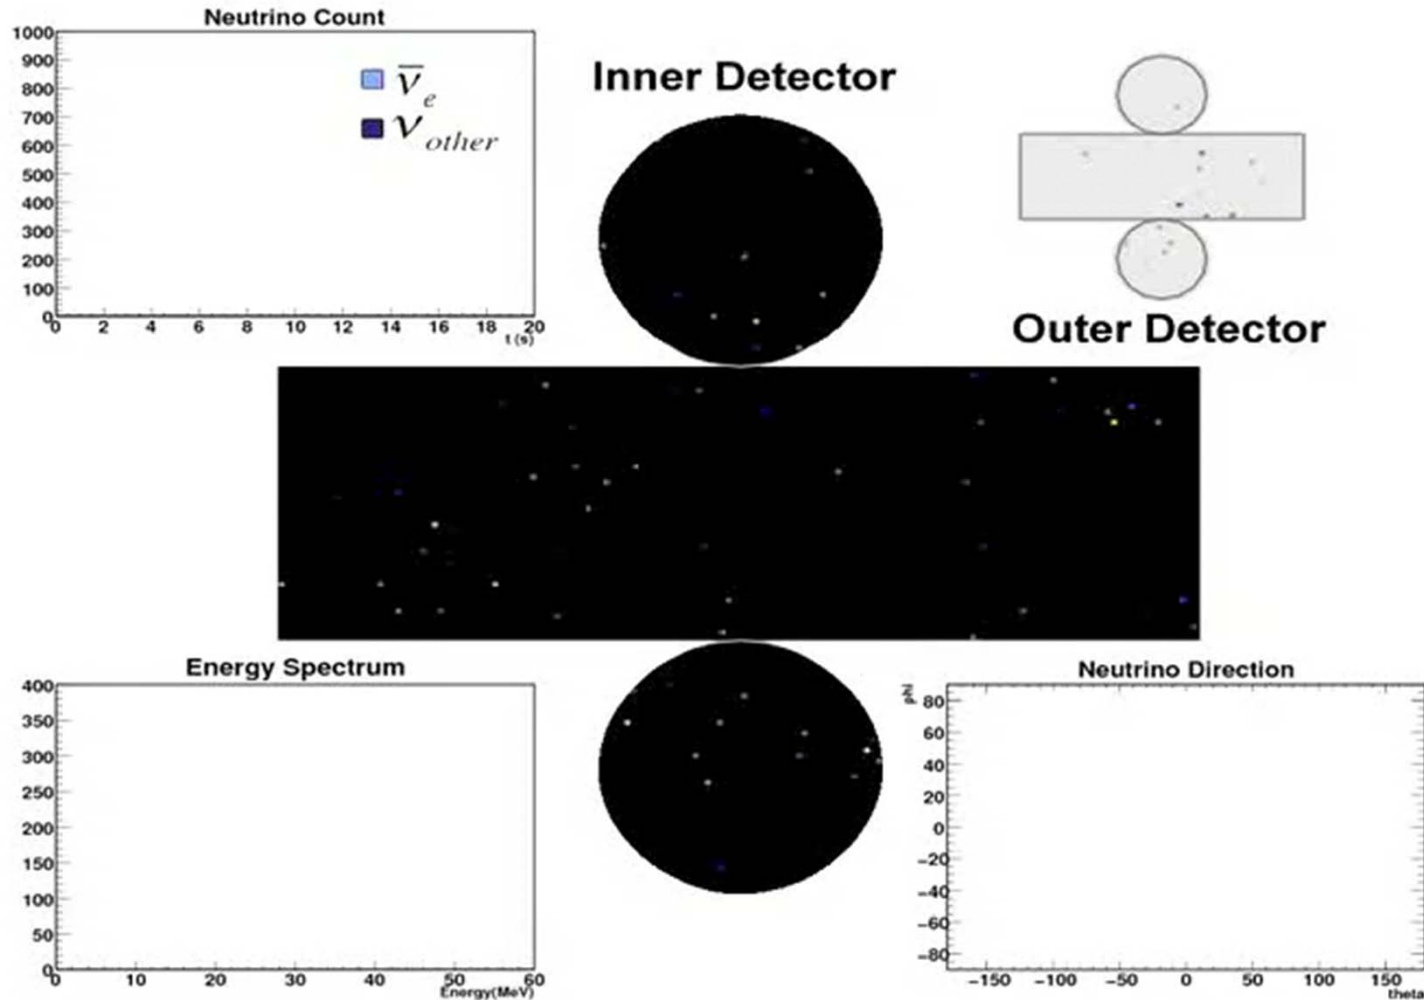 Neutrino Count
1000
900
800
700
600
500
400
300
200
100
0
0 2 4 6 8 10 12 14 16 18 20
t (s)
ν̅e
νother
Inner Detector
Outer Detector
Energy Spectrum
400
350
300
250
200
150
100
50
0
0 10 20 30 40 50 60
Energy(MeV)
Neutrino Direction
phi
80
60
40
20
0
−20
−40
−60
−80
−150 −100 −50 0 50 100 150
theta